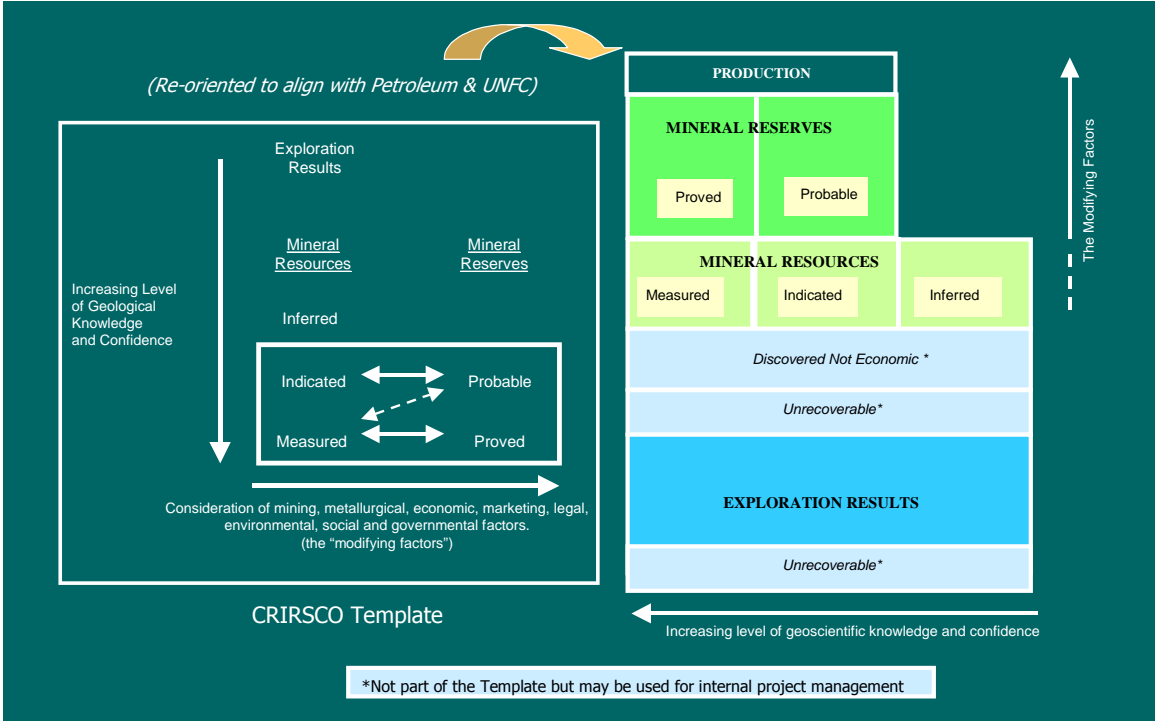 (Re-oriented to align with Petroleum & UNFC)
Exploration
Results
Mineral
Resources
Mineral
Reserves
Increasing Level
of Geological
Knowledge
and Confidence
Inferred
Indicated
Probable
Measured
Proved
Consideration of mining, metallurgical, economic, marketing, legal,
environmental, social and governmental factors.
(the “modifying factors”)
CRIRSCO Template
PRODUCTION
MINERAL RESERVES
Proved
Probable
MINERAL RESOURCES
Measured
Indicated
Inferred
Discovered Not Economic *
Unrecoverable*
EXPLORATION RESULTS
Unrecoverable*
The Modifying Factors
Increasing level of geoscientific knowledge and confidence
*Not part of the Template but may be used for internal project management